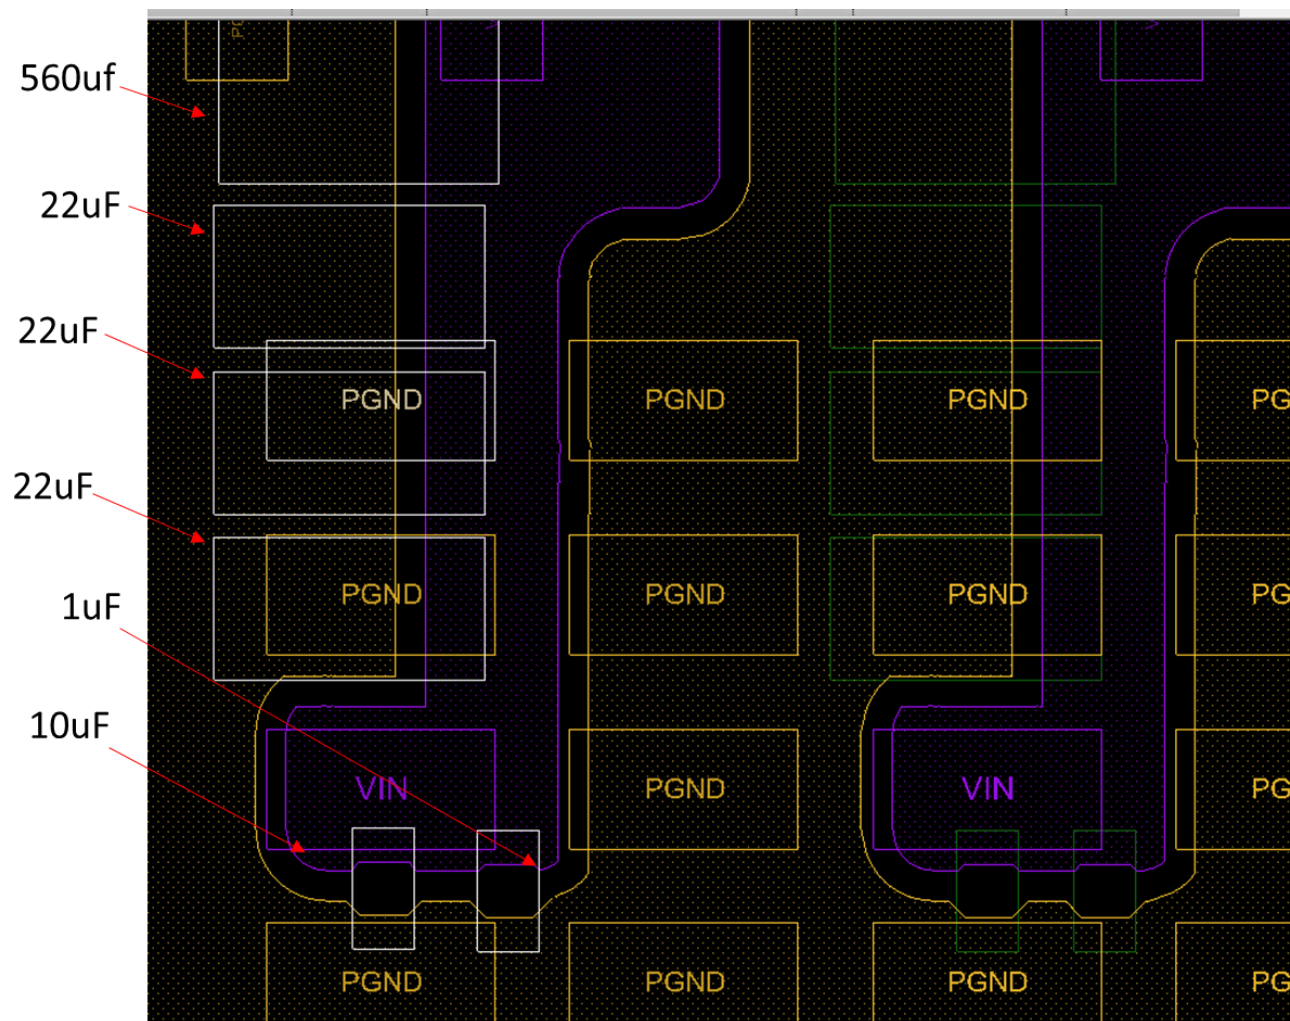 560uf
22uF
22uF
PGND PGND PGND PG
22uF
PGND PGND PGND PG
1uF
10uF
VIN PGND VIN PG
PGND PGND PGND PG